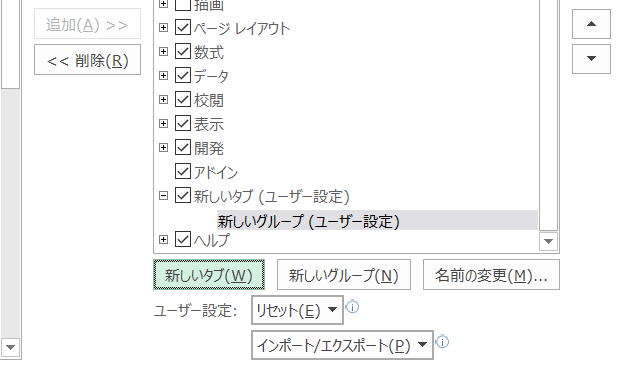 描画
追加(A) >>
ページ レイアウト
数式
<< 削除(R)
データ
校閲
表示
開発
アドイン
新しいタブ (ユーザー設定)
新しいグループ (ユーザー設定)
ヘルプ
新しいタブ(W) 新しいグループ(N) 名前の変更(M)...
ユーザー設定: リセット(E)
インポート/エクスポート(P)